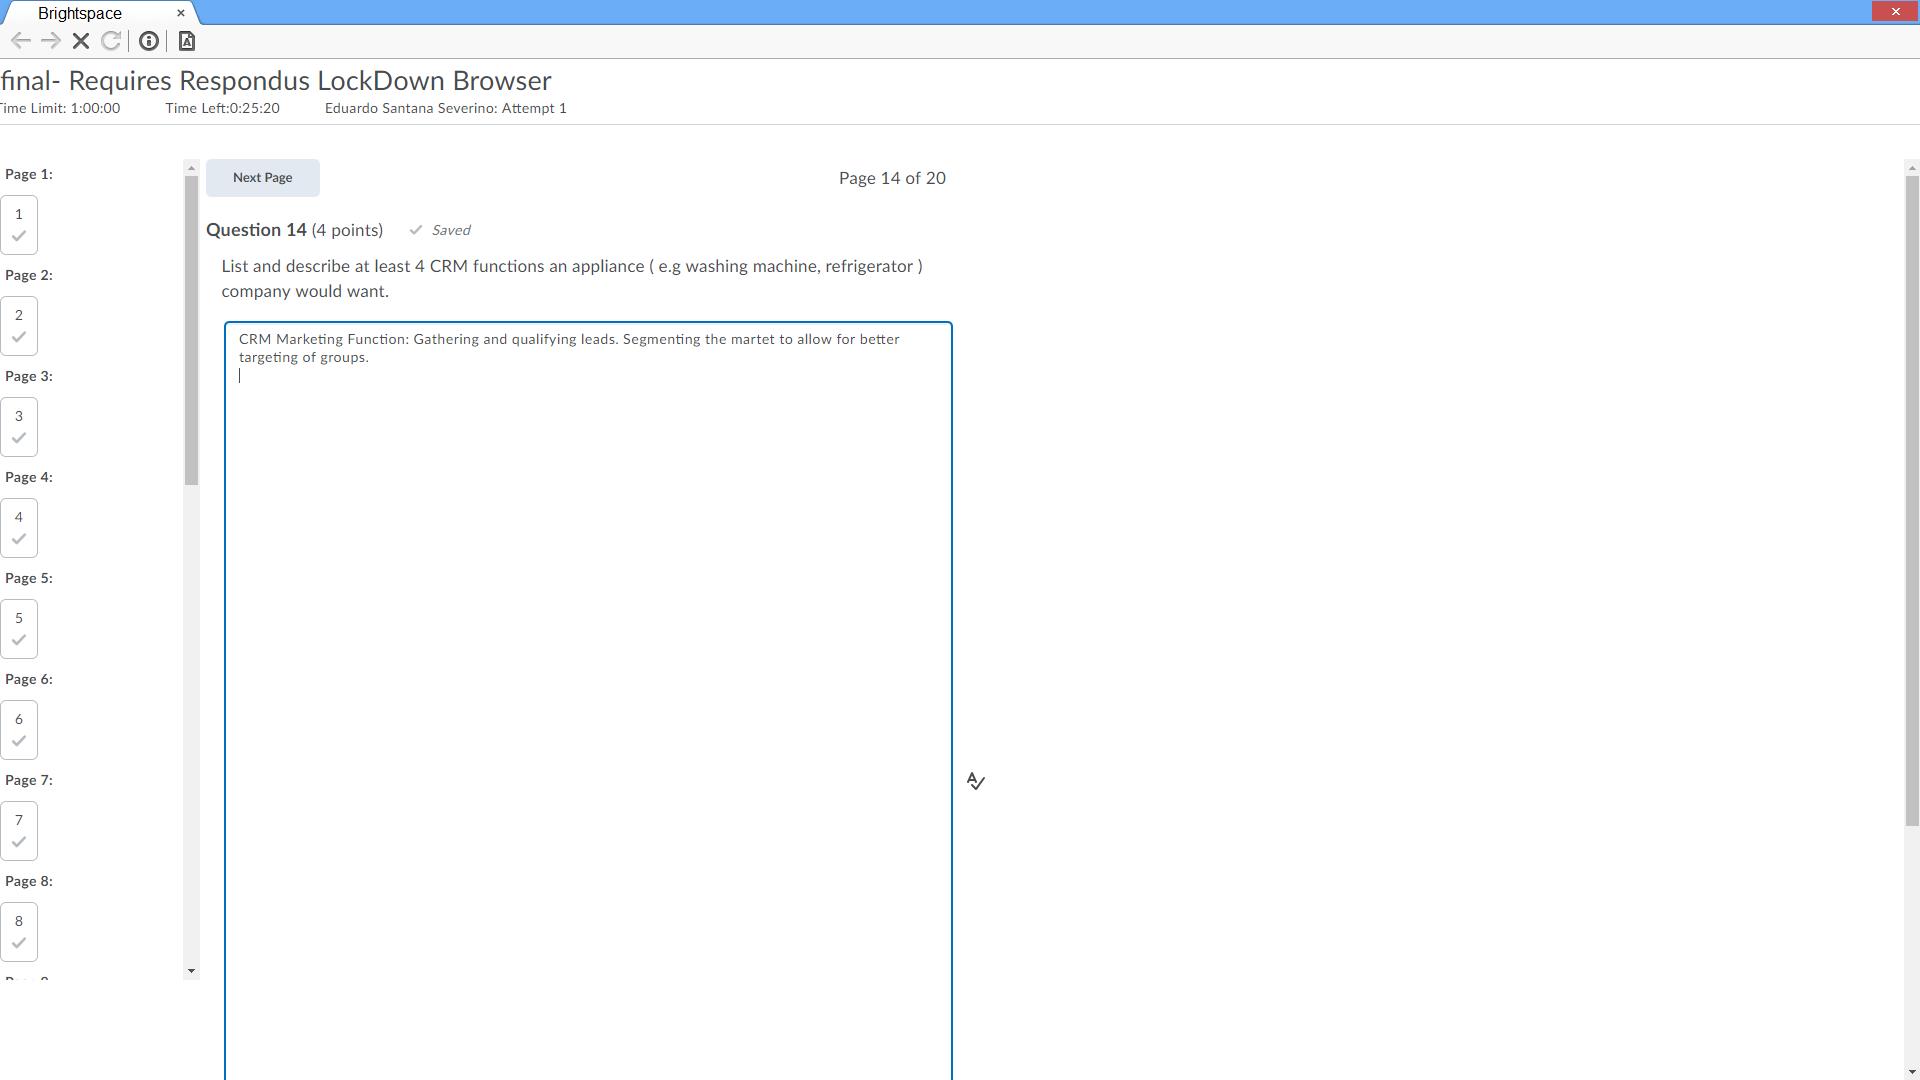 Brightspace
final- Requires Respondus LockDown Browser
Time Limit: 1:00:00 Time Left:0:25:20 Eduardo Santana Severino: Attempt 1
Page 1:
1
Page 2:
2
Page 3:
3
Page 4:
4
Page 5:
5
Page 6:
6
Page 7:
7
Page 8:
8
Next Page
Page 14 of 20
Question 14 (4 points) Saved
List and describe at least 4 CRM functions an appliance ( e.g washing machine, refrigerator )
company would want.
CRM Marketing Function: Gathering and qualifying leads. Segmenting the martet to allow for better
targeting of groups.